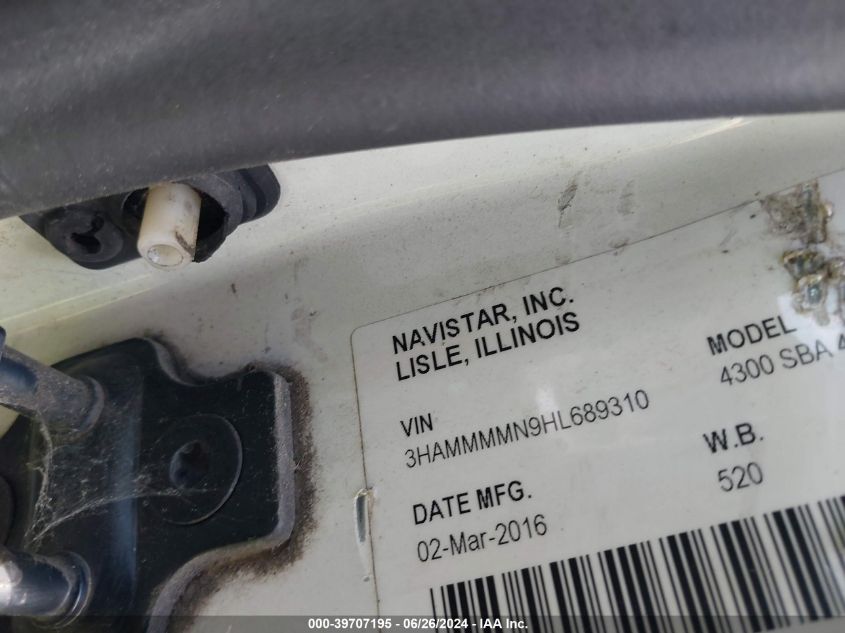 NAVISTAR, INC.
LISLE, ILLINOIS
MODEL
4300 SBA 4
VIN
3HAMMMMN9HL689310
W.B.
520
DATE MFG.
02-Mar-2016
000-39707195 - 06/26/2024 - IAA Inc.